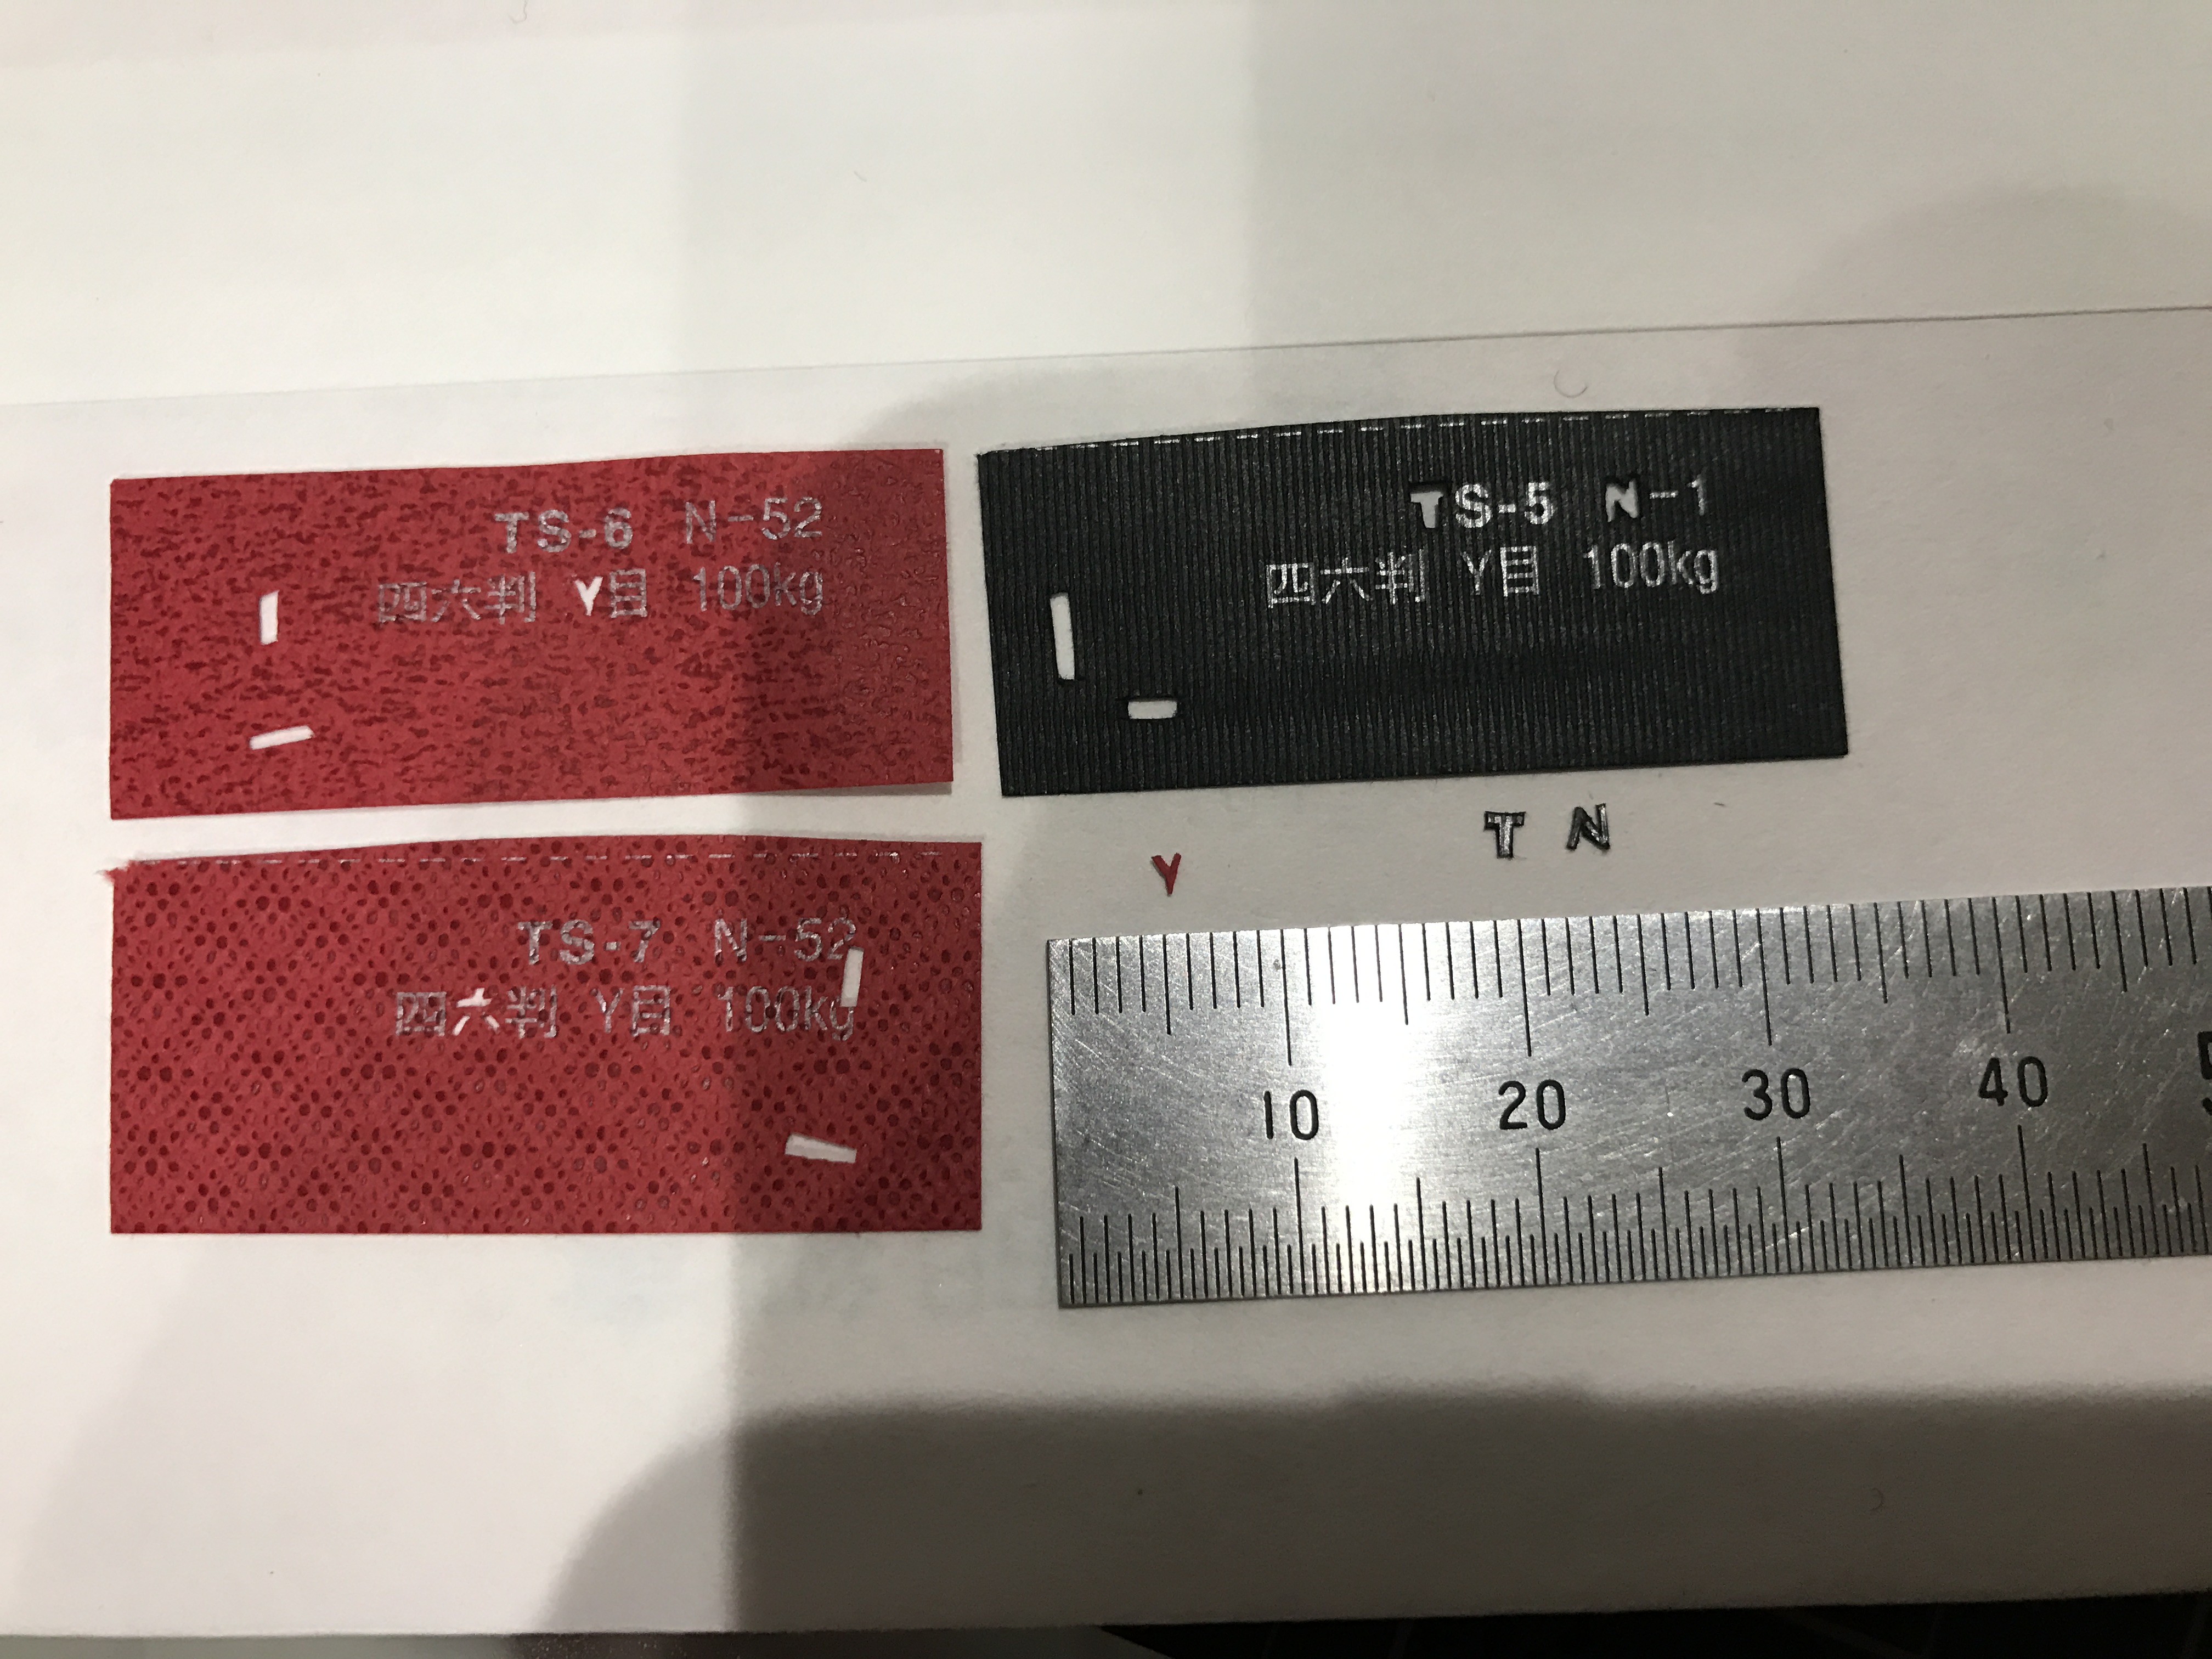 TS-6 N-52
四六判 Y目 100kg
TS-5 N-1
四六判 Y目 100kg
TS-7 N-52
四六判 Y目 100kg
T N
Y
10 20 30 40